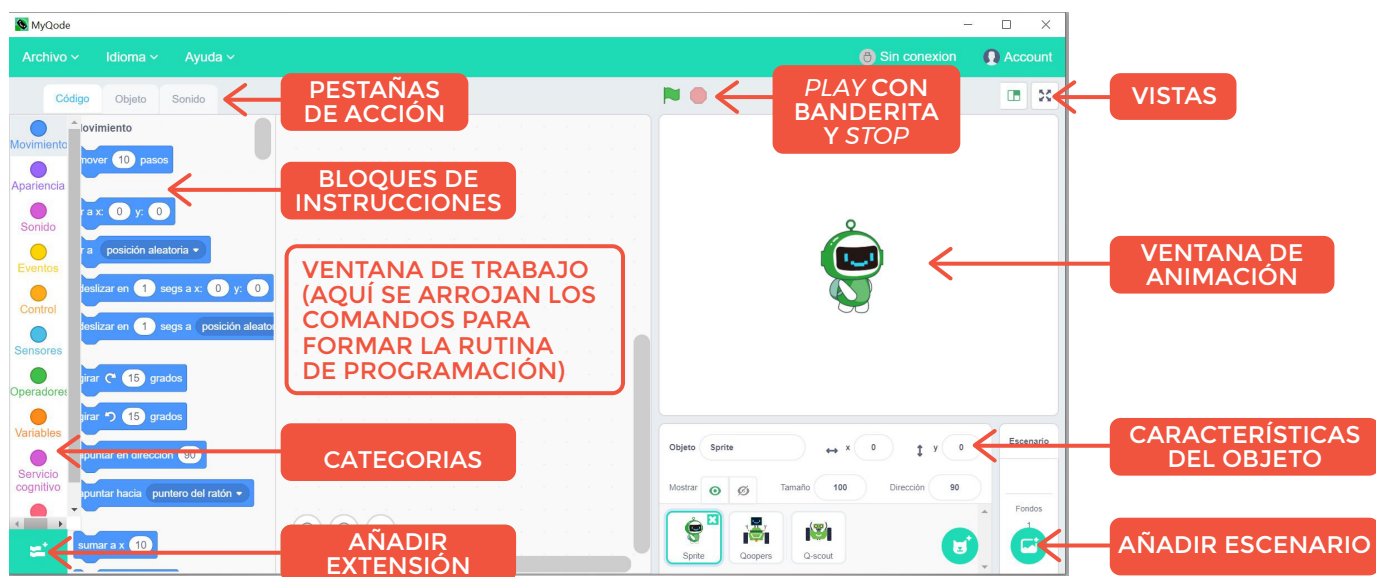 MyQode
Archivo Idioma Ayuda Sin conexion Account
Código Objeto Sonido
PESTAÑAS
DE ACCIÓN
PLAY CON
BANDERITA
Y STOP
VISTAS
Movimiento
Apariencia
Sonido
Eventos
Control
Sensores
Operadores
Variables
Servicio
cognitivo
ovimiento
mover 10 pasos
r a x: 0 y: 0
r a posición aleatoria
deslizar en 1 segs a x: 0 y: 0
deslizar en 1 segs a posición aleato
girar 15 grados
girar 15 grados
apuntar en dirección 90
apuntar hacia puntero del ratón
sumar a x 10
BLOQUES DE
INSTRUCCIONES
VENTANA DE TRABAJO
(AQUÍ SE ARROJAN LOS
COMANDOS PARA
FORMAR LA RUTINA
DE PROGRAMACIÓN)
CATEGORIAS
AÑADIR
EXTENSIÓN
VENTANA DE
ANIMACIÓN
Objeto Sprite x 0 y 0
Mostrar Tamaño 100 Dirección 90
Sprite Qoopers Q-scout
Escenario
Fondos
1
CARACTERÍSTICAS
DEL OBJETO
AÑADIR ESCENARIO